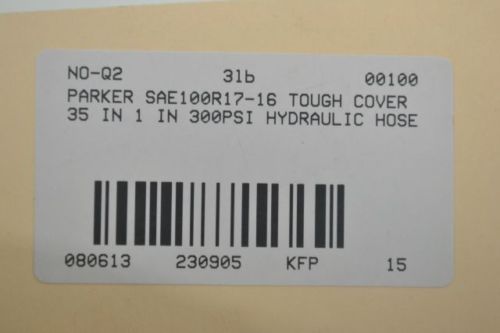 NO-Q2 3lb 00100
PARKER SAE100R17-16 TOUGH COVER
35 IN 1 IN 300PSI HYDRAULIC HOSE
080613 230905 KFP 15